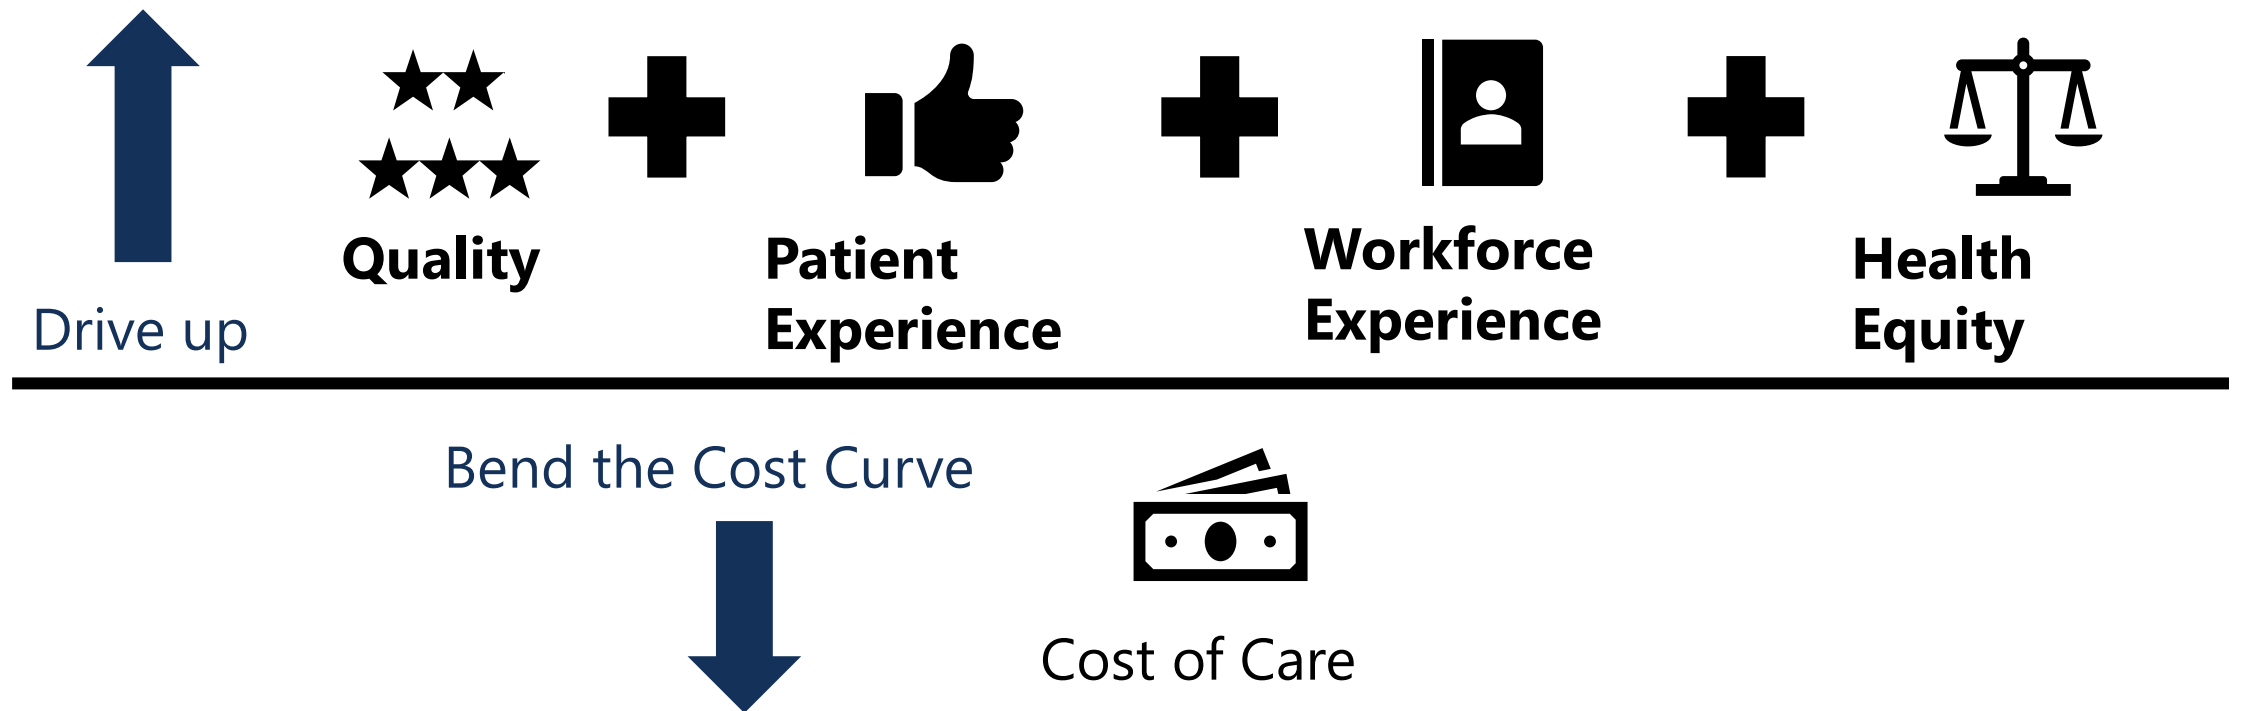 Drive up
Quality
Patient
Experience
Workforce
Experience
Health
Equity
Bend the Cost Curve
Cost of Care